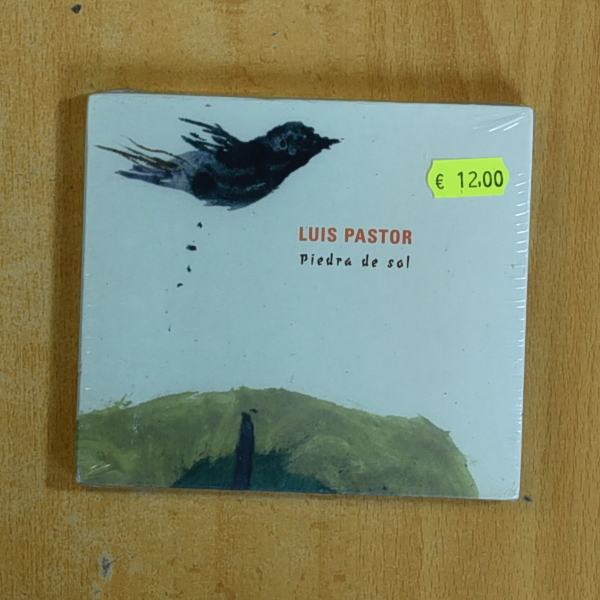 € 12,00
LUIS PASTOR
Piedra de sol